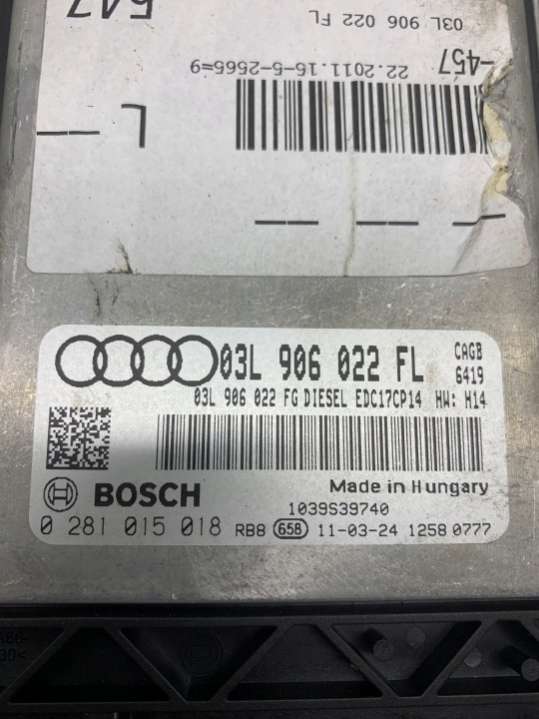 03L 906 022 FL
-457
22.2011.16-5-2565=9
L
03L 906 022 FL CAGB
6419
03L 906 022 FG DIESEL EDC17CP14 HW: H14
Made in Hungary
BOSCH
1039S39740
0 281 015 018 RB8 658 11-03-24 1258 0777